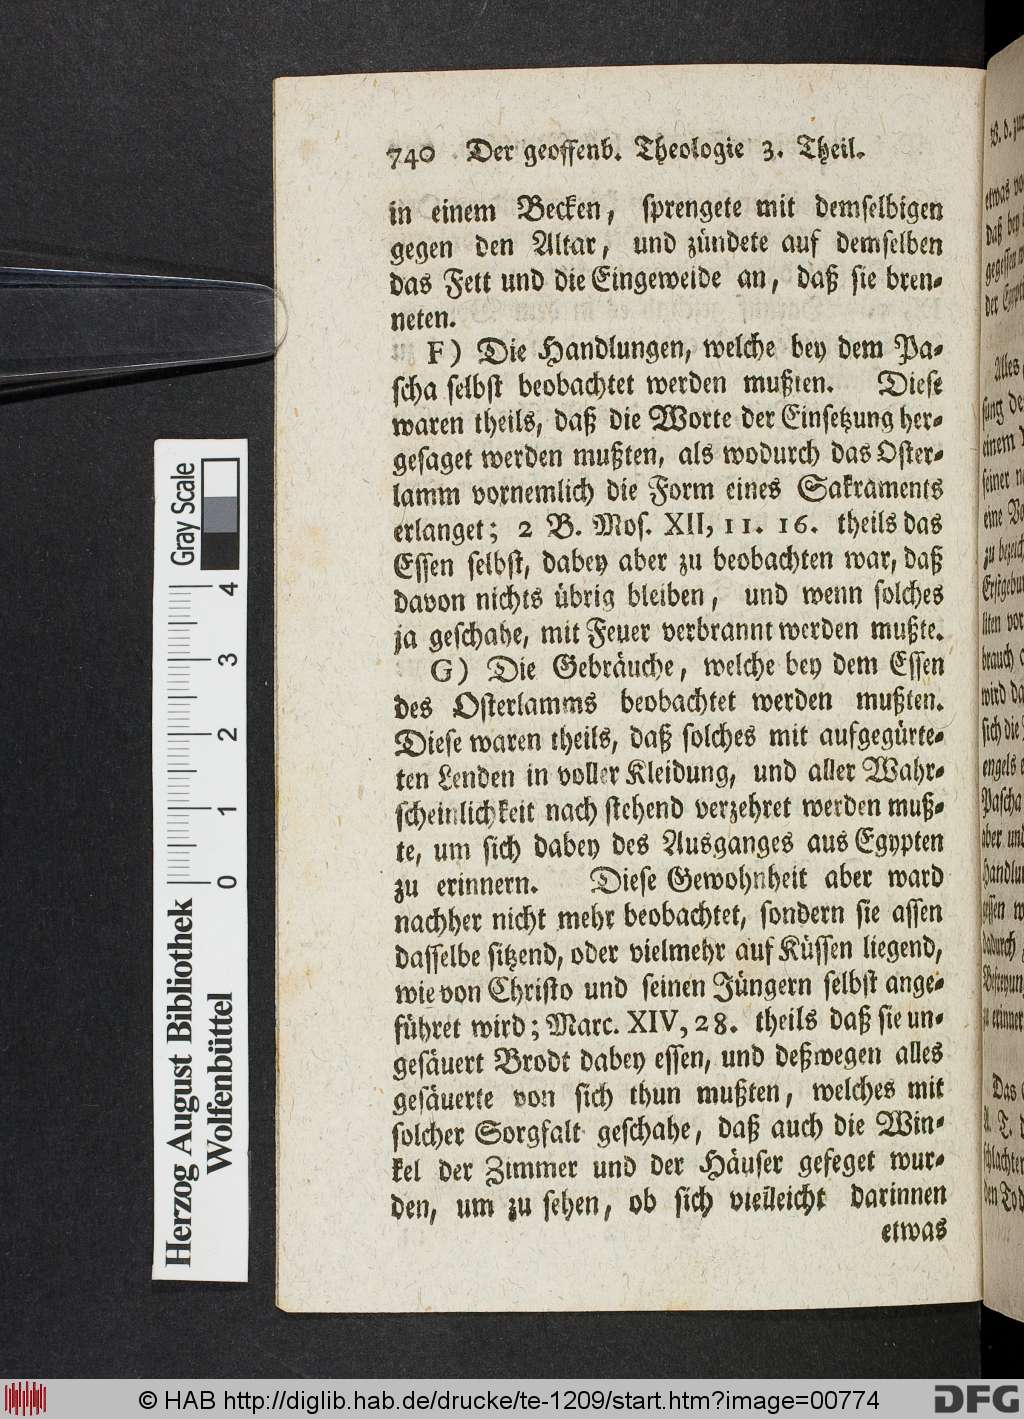 740 Der geoffenb. Theologie 3. Theil.
in einem Becken, sprengete mit demselbigen
gegen den Altar, und zündete auf demselben
das Fett und die Eingeweide an, daß sie bren-
neten.
F) Die Handlungen, welche bey dem Pa-
scha selbst beobachtet werden mußten. Diese
waren theils, daß die Worte der Einsetzung her-
gesaget werden mußten, als wodurch das Oster-
lamm vornemlich die Form eines Sakraments
erlanget; 2 B. Mos. XII, 11. 16. theils das
Essen selbst, dabey aber zu beobachten war, daß
davon nichts übrig bleiben, und wenn solches
ja geschahe, mit Feuer verbrannt werden mußte.
G) Die Gebräuche, welche bey dem Essen
des Osterlamms beobachtet werden mußten.
Diese waren theils, daß solches mit aufgegürte-
ten Lenden in voller Kleidung, und aller Wahr-
scheinlichkeit nach stehend verzehret werden muß-
te, um sich dabey des Ausganges aus Egypten
zu erinnern. Diese Gewohnheit aber ward
nachher nicht mehr beobachtet, sondern sie assen
dasselbe sitzend, oder vielmehr auf Küssen liegend,
wie von Christo und seinen Jüngern selbst ange-
führet wird; Marc. XIV, 28. theils daß sie un-
gesäuert Brodt dabey essen, und deßwegen alles
gesäuerte von sich thun mußten, welches mit
solcher Sorgfalt geschahe, daß auch die Win-
kel der Zimmer und der Häuser gefeget wur-
den, um zu sehen, ob sich vielleicht darinnen
etwas
Herzog August Bibliothek
Wolfenbüttel
0 1 2 3 4
Gray Scale
© HAB http://diglib.hab.de/drucke/te-1209/start.htm?image=00774
DFG